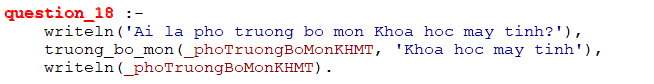 question_18 :-
writeln('Ai la pho truong bo mon Khoa hoc may tinh?'),
truong_bo_mon(_phoTruongBoMonKHMT, 'Khoa hoc may tinh'),
writeln(_phoTruongBoMonKHMT).